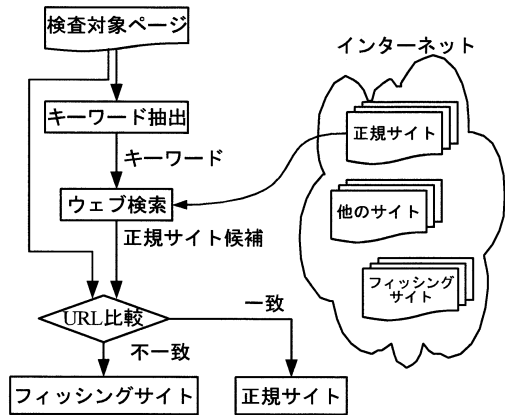 検査対象ページ
インターネット
キーワード抽出
正規サイト
キーワード
ウェブ検索
他のサイト
正規サイト候補
フィッシング
サイト
URL比較
一致
不一致
フィッシングサイト
正規サイト